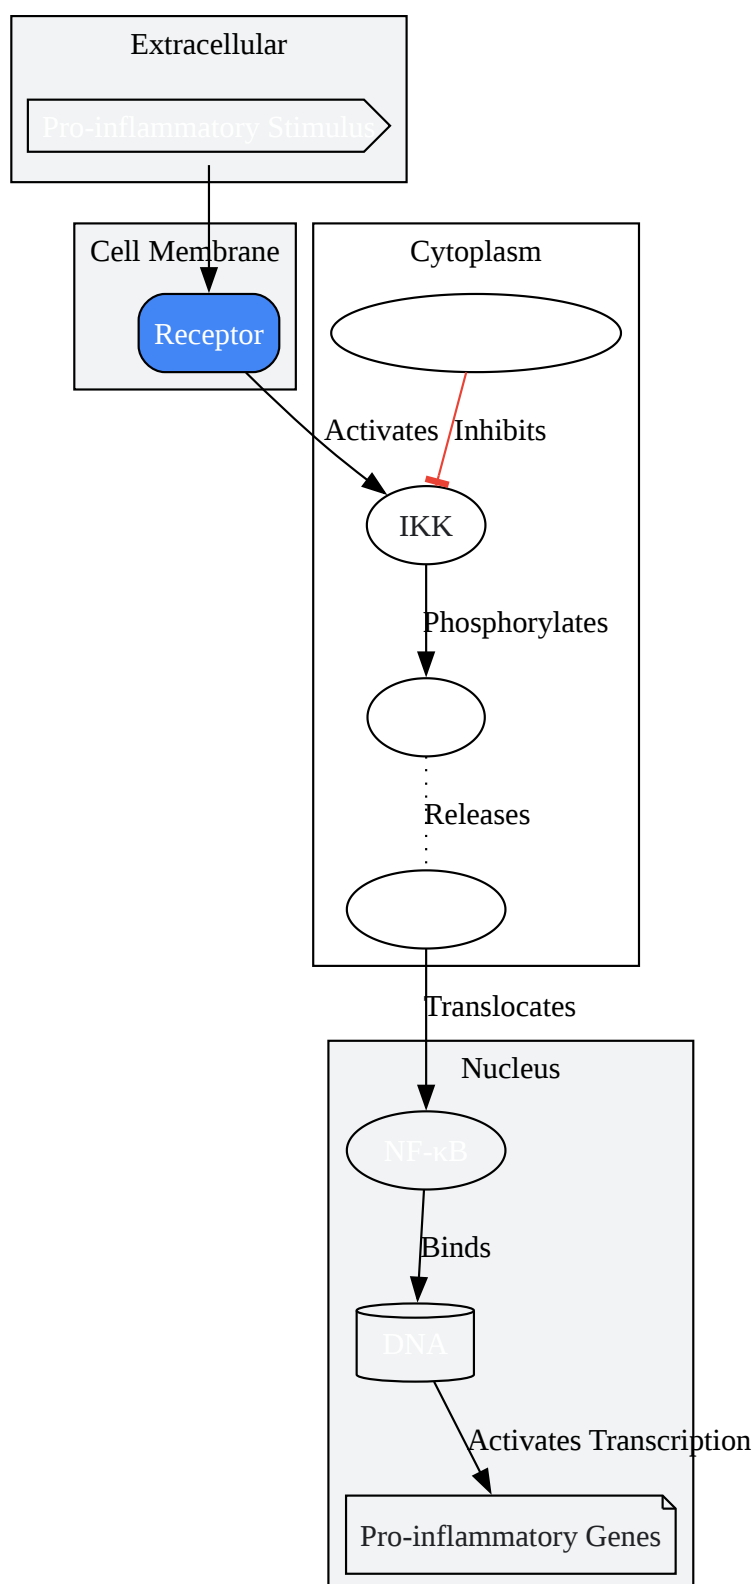 Extracellular
Pro-inflammatory Stimulus
Cell Membrane
Cytoplasm
Receptor
Activates
Inhibits
IKK
Phosphorylates
Releases
Translocates
Nucleus
NF-κB
Binds
DNA
Activates Transcription
Pro-inflammatory Genes